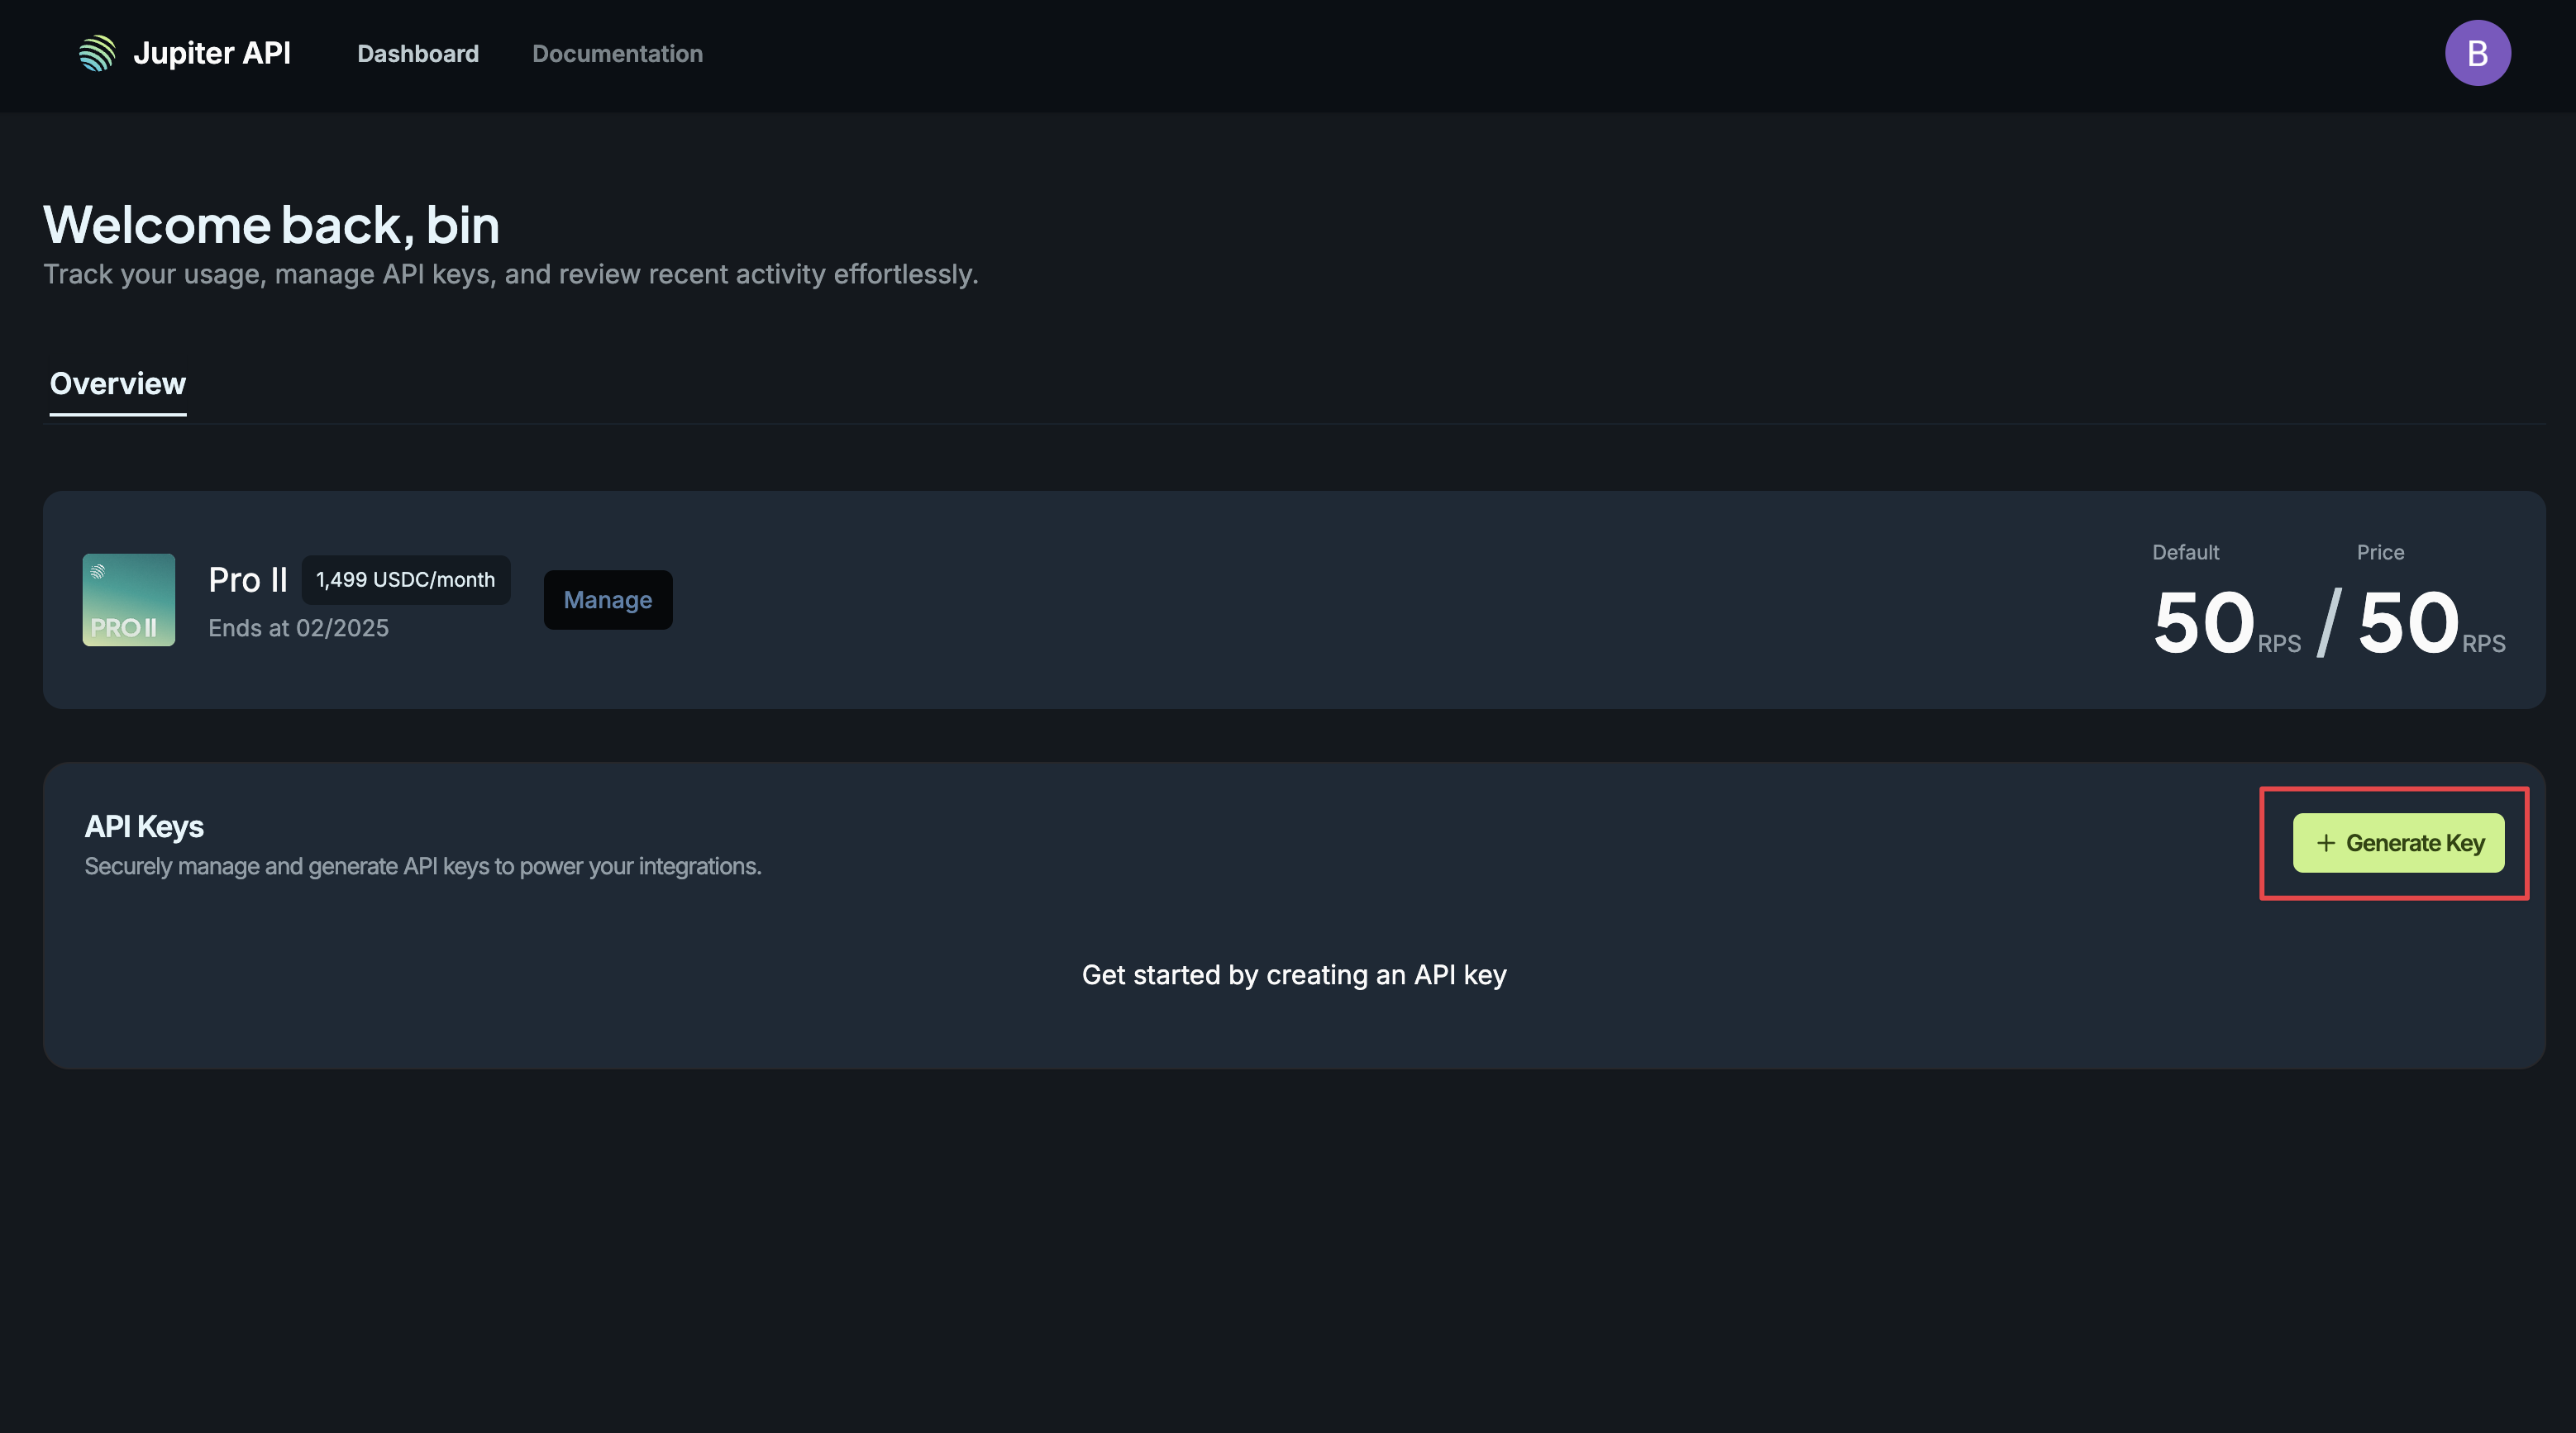 Jupiter API
Dashboard
Documentation
B
Welcome back, bin
Track your usage, manage API keys, and review recent activity effortlessly.
Overview
PRO II
Pro II
1,499 USDC/month
Ends at 02/2025
Manage
Default
Price
50 RPS / 50 RPS
API Keys
Securely manage and generate API keys to power your integrations.
+ Generate Key
Get started by creating an API key